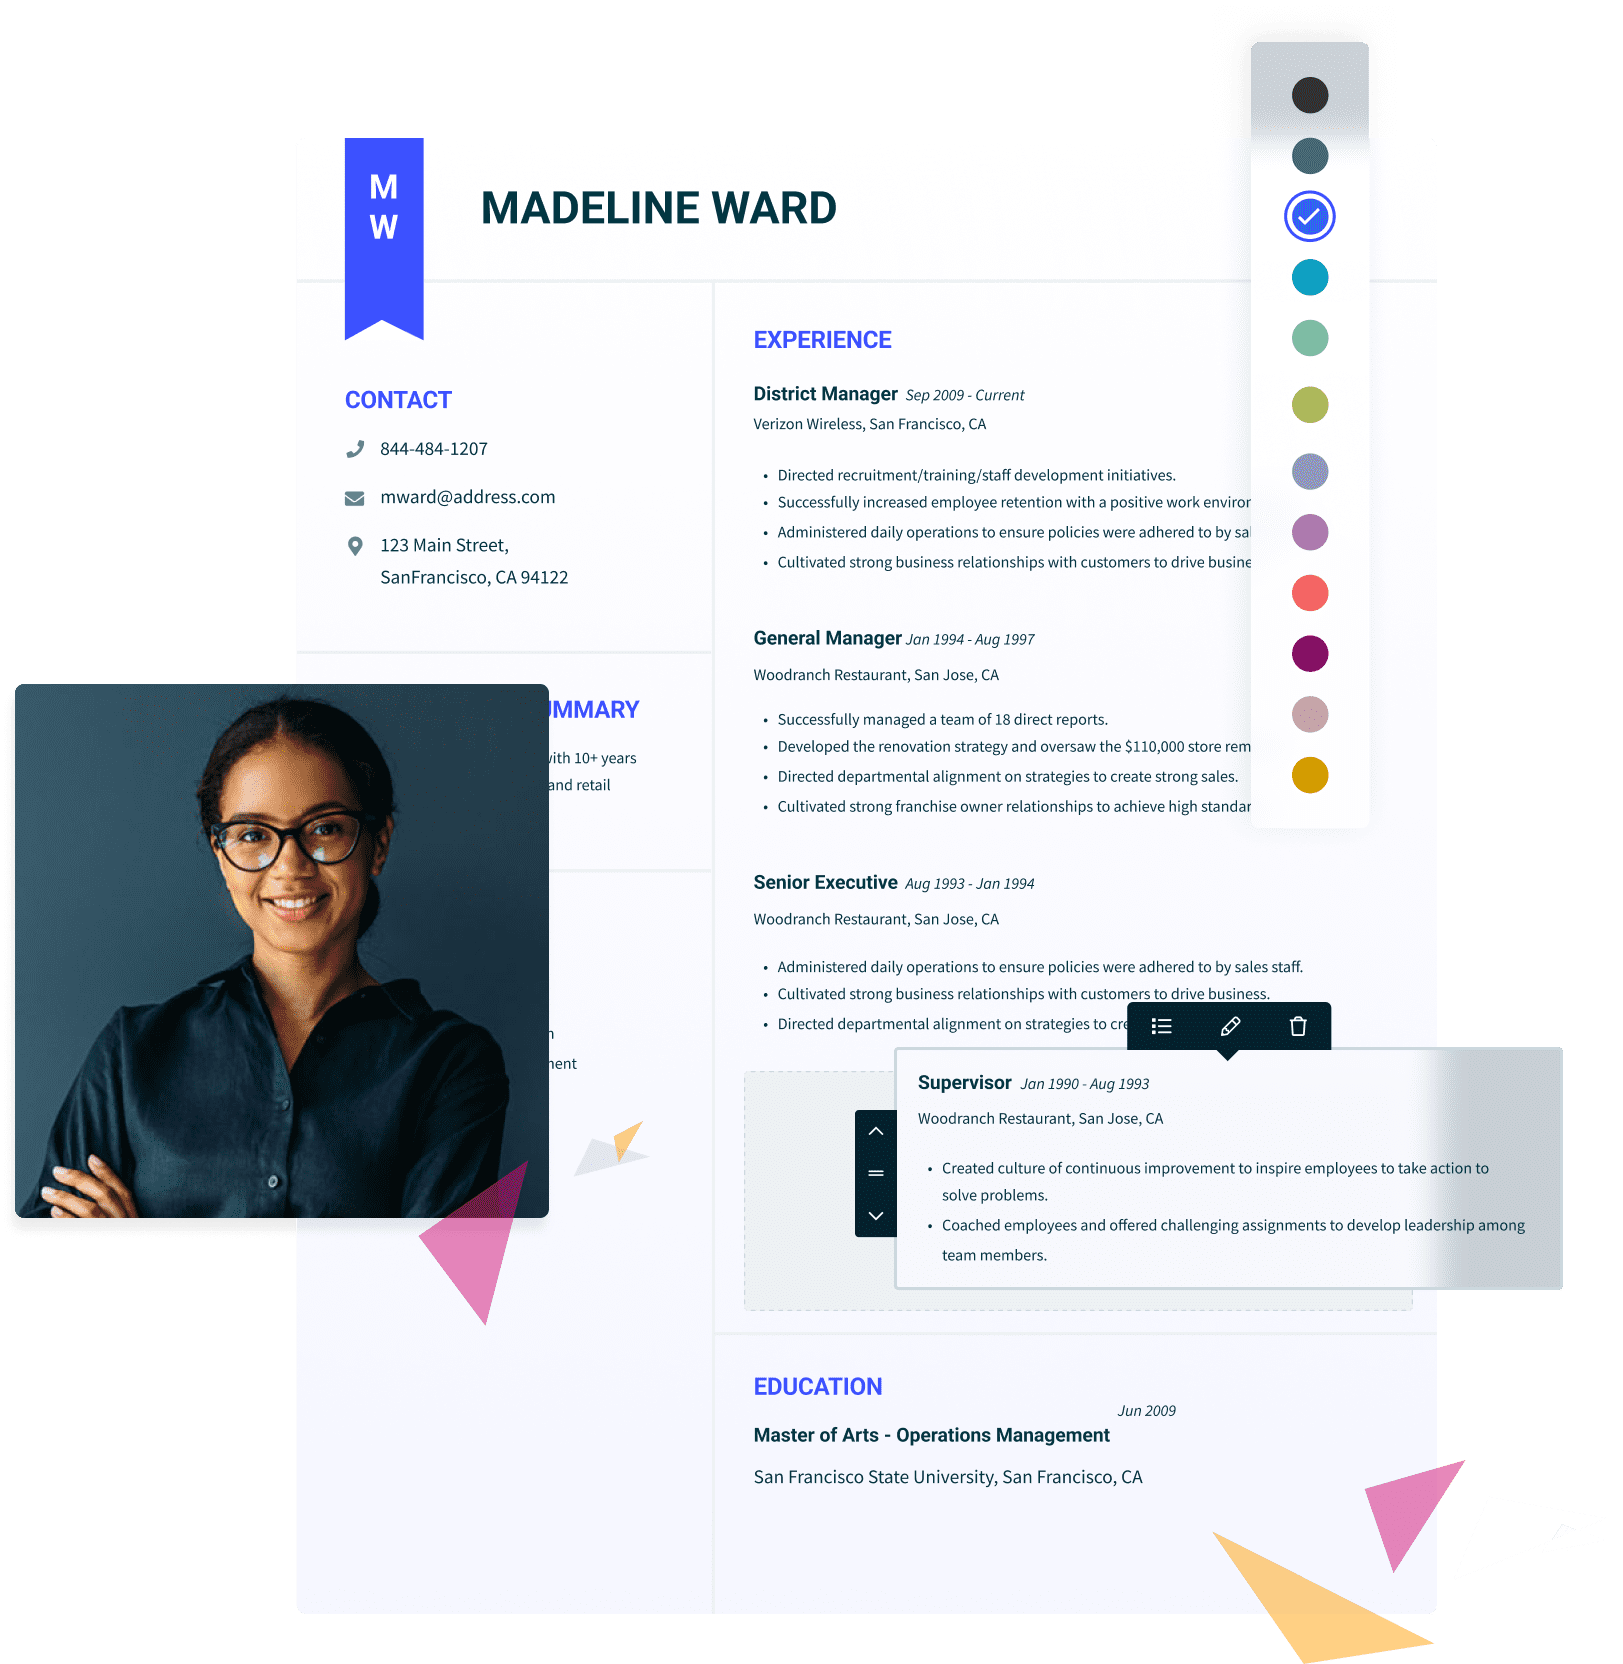 M
W
MADELINE WARD
CONTACT
844-484-1207
mward@address.com
123 Main Street,
SanFrancisco, CA 94122
10+ years
and retail
EXPERIENCE
District Manager Sep 2009 - Current
Verizon Wireless, San Francisco, CA
• Directed recruitment/training/staff development initiatives.
• Successfully increased employee retention with a positive work
• Administered daily operations to ensure policies were adhered to by
• Cultivated strong business relationships with customers to drive
General Manager Jan 1994 - Aug 1997
Woodranch Restaurant, San Jose, CA
• Successfully managed a team of 18 direct reports.
• Developed the renovation strategy and oversaw the $110,000 store
• Directed departmental alignment on strategies to create strong sales.
• Cultivated strong franchise owner relationships to achieve high
Senior Executive Aug 1993 - Jan 1994
Woodranch Restaurant, San Jose, CA
• Administered daily operations to ensure policies were adhered to by sales staff.
• Cultivated strong business relationships with customers to drive business.
• Directed departmental alignment on strategies to
Supervisor Jan 1990 - Aug 1993
Woodranch Restaurant, San Jose, CA
• Created culture of continuous improvement to inspire employees to take action to
solve problems.
• Coached employees and offered challenging assignments to develop leadership among
team members.
EDUCATION
Jun 2009
Master of Arts - Operations Management
San Francisco State University, San Francisco, CA